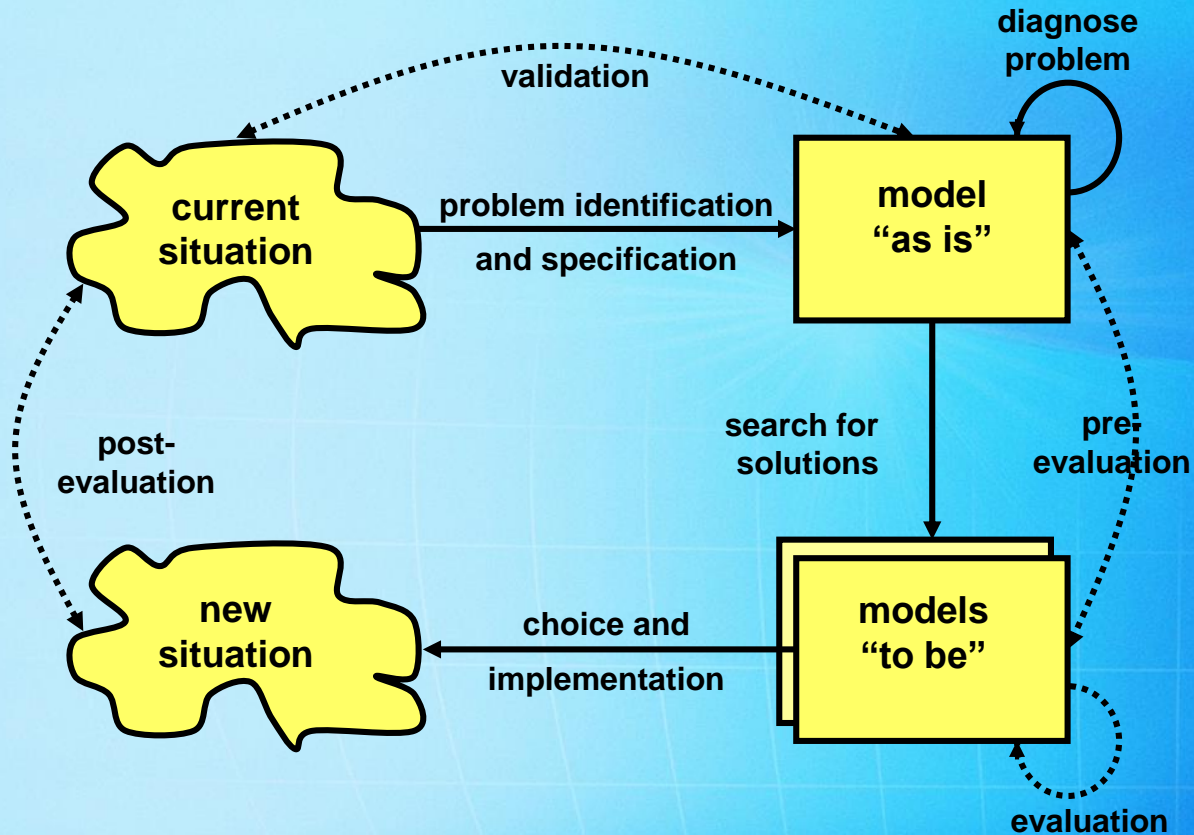 diagnose
problem
validation
current
situation
problem identification
and specification
model
“as is”
post-
evaluation
search for
solutions
pre-
evaluation
new
situation
choice and
implementation
models
“to be”
evaluation